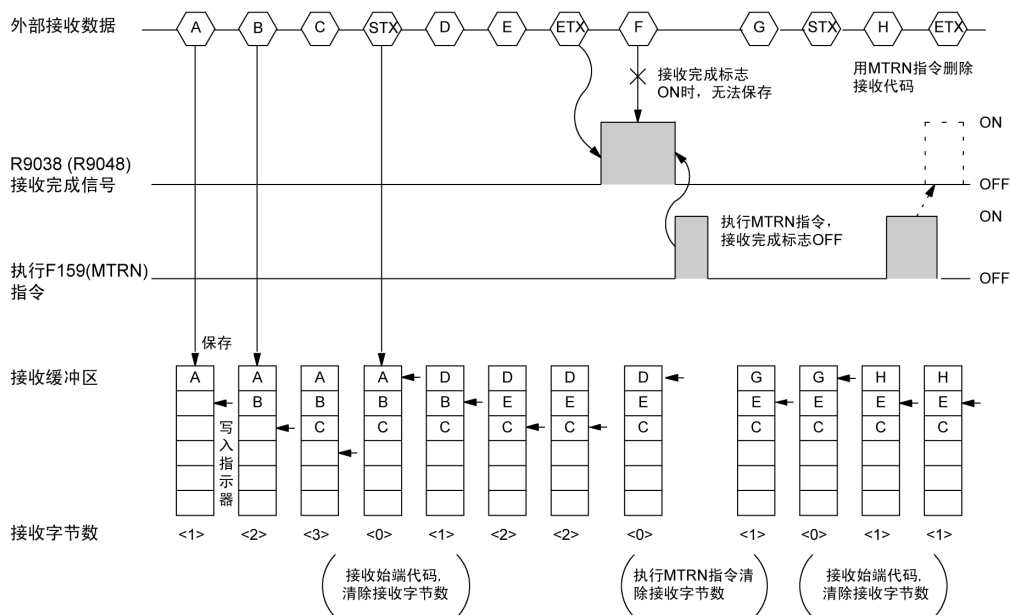 外部接收数据 A B C STX D E ETX F G STX H ETX
接收完成标志
ON时，无法保存
用MTRN指令删除
接收代码
ON
R9038 (R9048)
接收完成信号
OFF
ON
执行MTRN指令，
接收完成标志OFF
执行F159(MTRN)
指令
OFF
保存
接收缓冲区 A A A A D D D D G G H H
B B B B E E E E E E E
C C C C C C C C C C
写入指示器
接收字节数 <1> <2> <3> <0> <1> <2> <2> <0> <1> <0> <1> <1>
接收始端代码,
清除接收字节数
执行MTRN指令清
除接收字节数
接收始端代码,
清除接收字节数